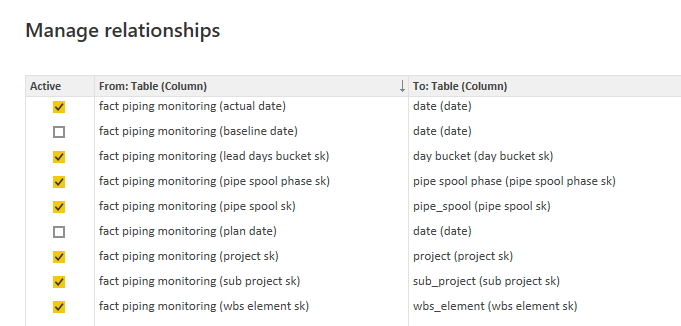 Manage relationships
Active From: Table (Column) To: Table (Column)
fact piping monitoring (actual date) date (date)
fact piping monitoring (baseline date) date (date)
fact piping monitoring (lead days bucket sk) day bucket (day bucket sk)
fact piping monitoring (pipe spool phase sk) pipe spool phase (pipe spool phase sk)
fact piping monitoring (pipe spool sk) pipe_spool (pipe spool sk)
fact piping monitoring (plan date) date (date)
fact piping monitoring (project sk) project (project sk)
fact piping monitoring (sub project sk) sub_project (sub project sk)
fact piping monitoring (wbs element sk) wbs_element (wbs element sk)